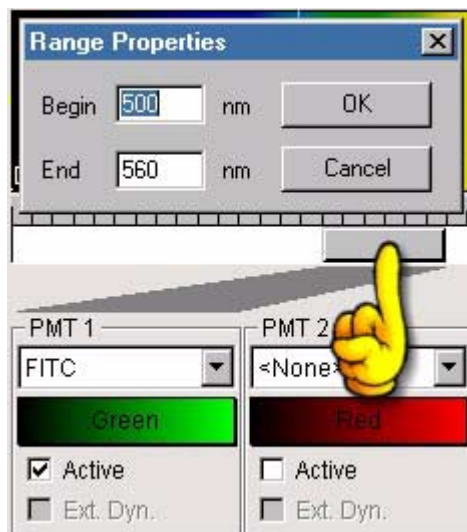 Range Properties
Begin 500 nm OK
End 560 nm Cancel
PMT 1 PMT 2
FITC <None>
Green Red
Active Active
Ext. Dyn. Ext. Dyn.